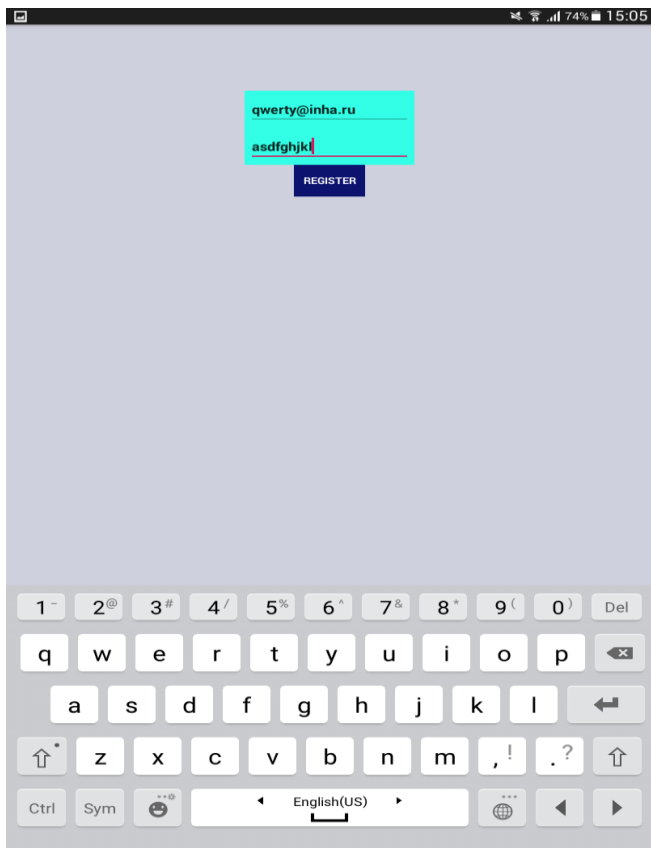 74% 15:05
qwerty@inha.ru
asdfghjkl
REGISTER
1 - 2 @ 3 # 4 / 5 % 6 ^ 7 & 8 * 9 ( 0 ) Del
q w e r t y u i o p
a s d f g h j k l
z x c v b n m , ! . ?
Ctrl Sym English(US)